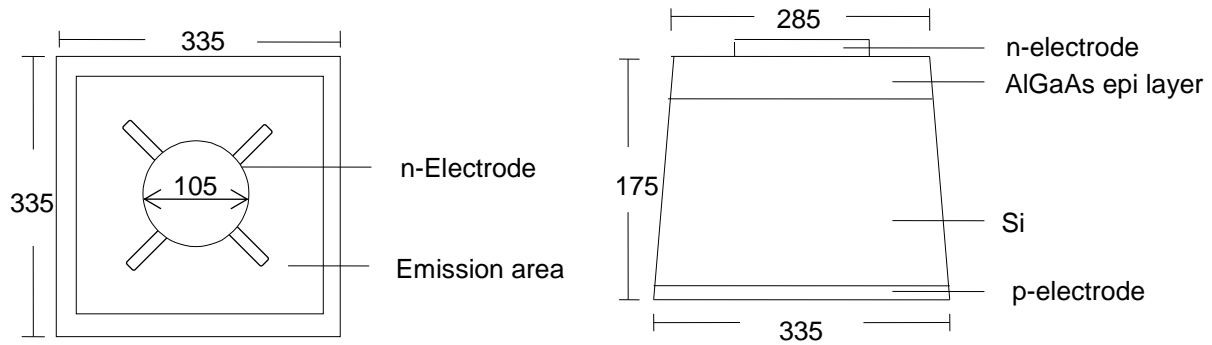 335
335
n-Electrode
105
Emission area
285
n-electrode
AlGaAs epi layer
175
Si
p-electrode
335